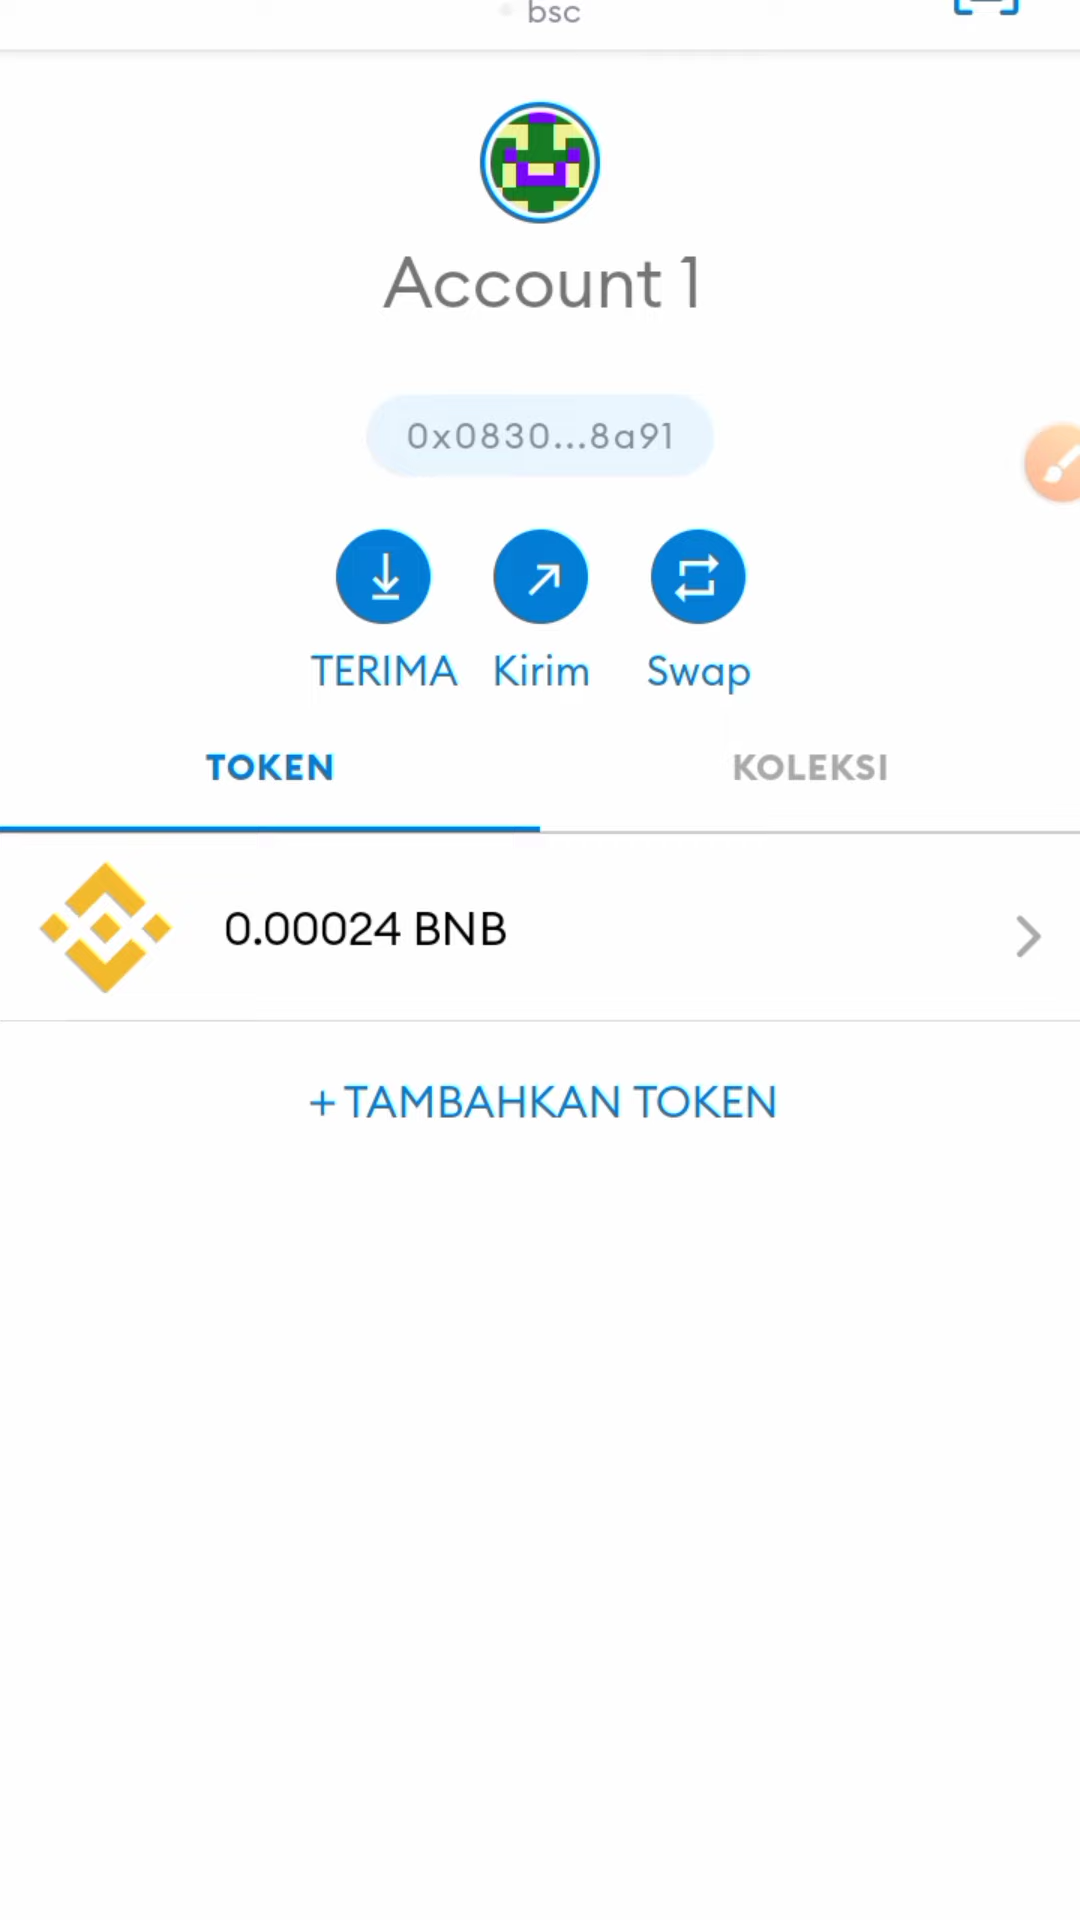 bsc
Account 1
0x0830...8a91
TERIMA Kirim Swap
TOKEN KOLEKSI
0.00024 BNB
+ TAMBAHKAN TOKEN